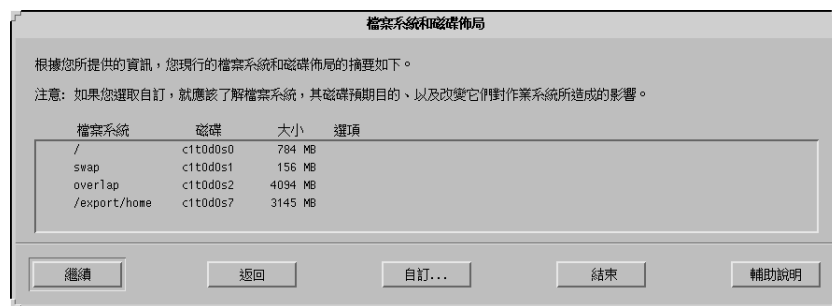 檔案系統和磁碟佈局
根據您所提供的資訊，您現行的檔案系統和磁碟佈局的摘要如下。
注意: 如果您選取自訂，就應該了解檔案系統，其磁碟預期目的、以及改變它們對作業系統所造成的影響。
檔案系統 磁碟 大小 選項
/ c1t0d0s0 784 MB
swap c1t0d0s1 156 MB
overlap c1t0d0s2 4094 MB
/export/home c1t0d0s7 3145 MB
繼續 返回 自訂... 結束 輔助說明